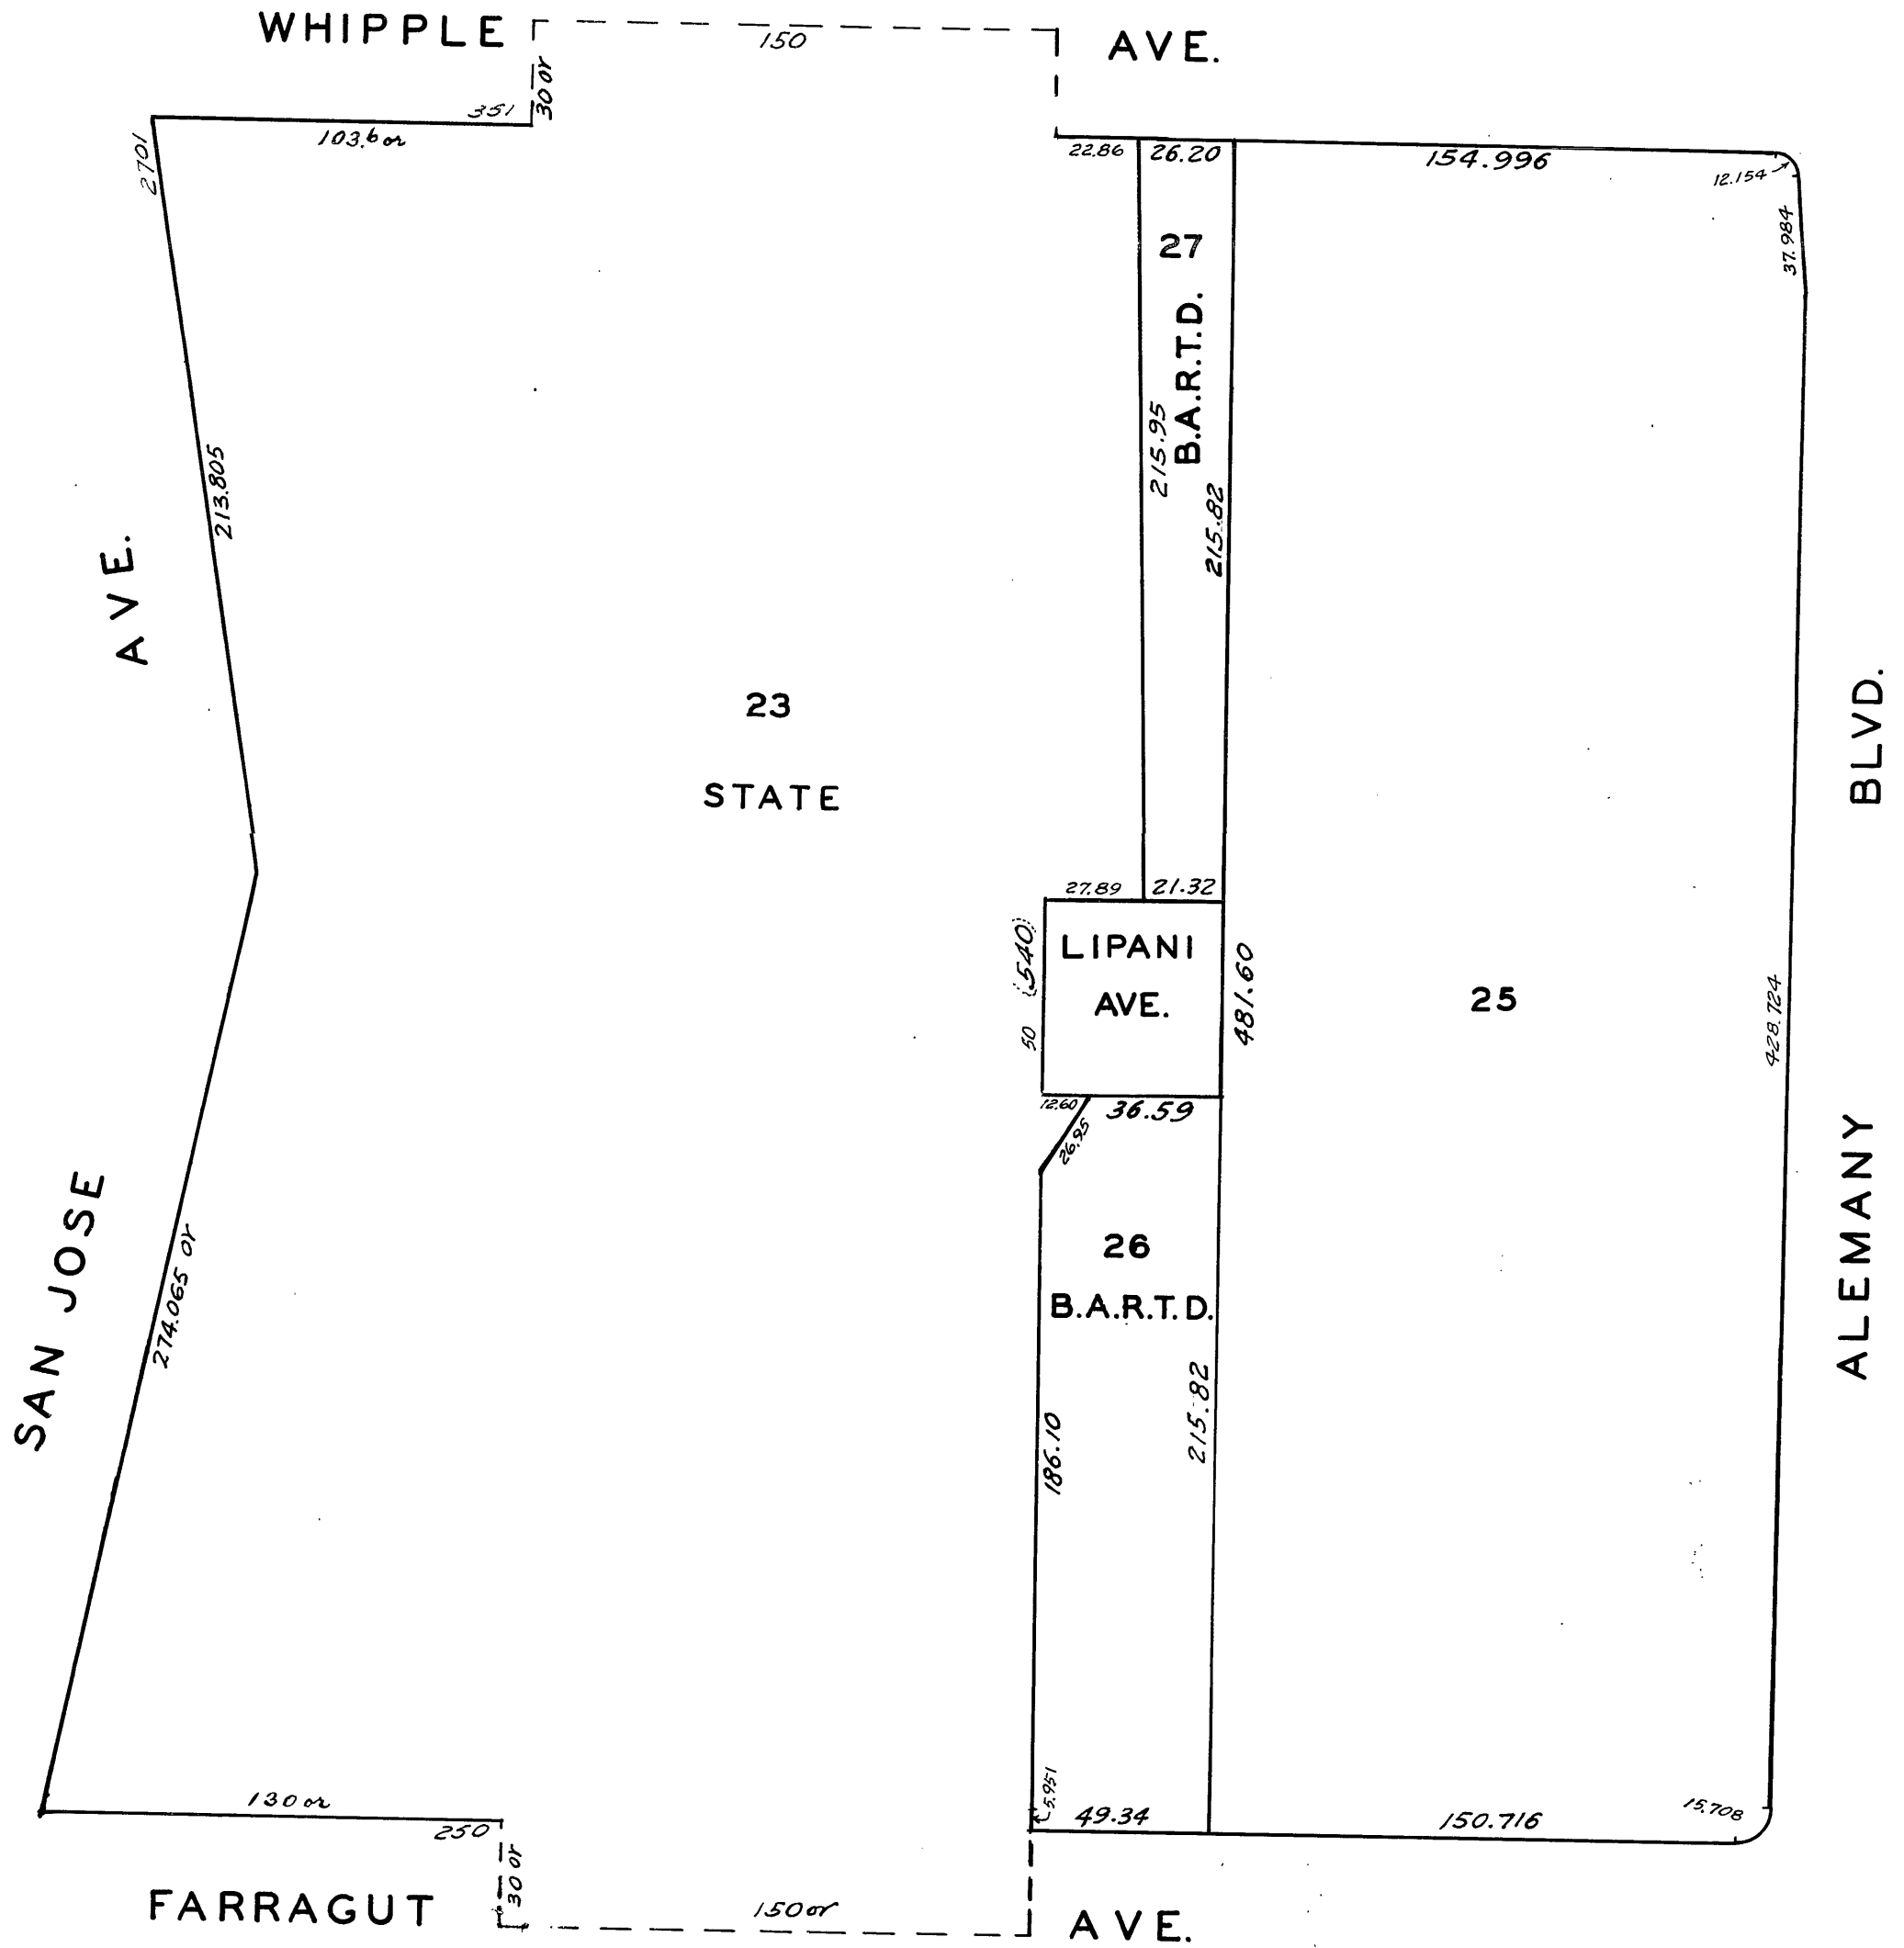 WHIPPLE
AVE.
150
30 or
351
103.6 or
2701
22.86
26.20
154.996
12.154
37.984
27
B.A.R.T.D.
215.95
215.82
213.805
SAN JOSE
AVE.
23
STATE
27.89
21.32
(540)
50
LIPANI
AVE.
481.60
25
428.724
ALEMANY
BLVD.
12.60
36.59
26.95
26
B.A.R.T.D.
274.065 or
186.10
215.82
5.951
49.34
150.716
15.708
130 or
250
30 or
150 or
FARRAGUT
AVE.